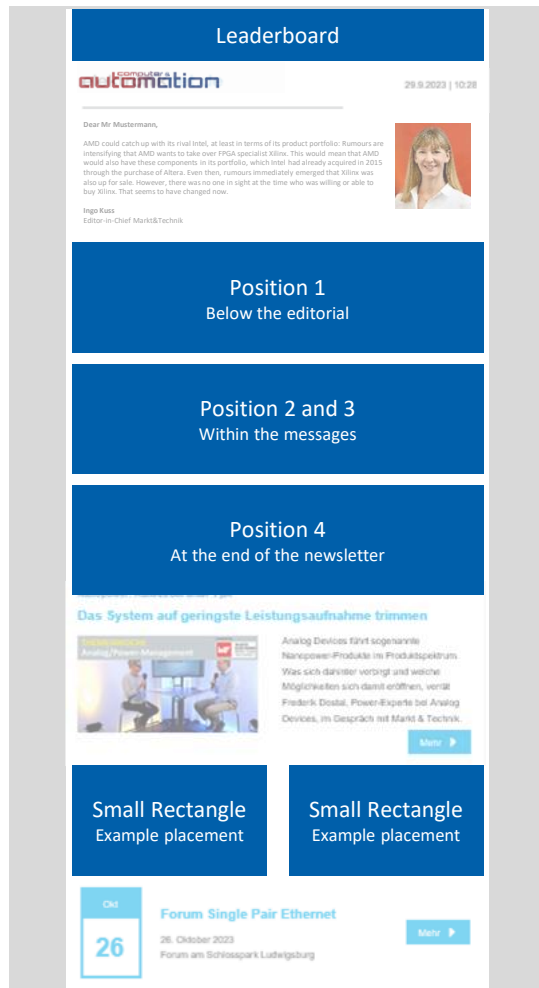 Leaderboard
computer &
automation
29.9.2023 | 10:28
Dear Mr Mustermann,
AMD could catch up with its rival Intel, at least in terms of its product portfolio: Rumours are
intensifying that AMD wants to take over FPGA specialist Xilinx. This would mean that AMD
would also have these components in its portfolio, which Intel had already acquired in 2015
through the purchase of Altera. Even then, rumours immediately emerged that Xilinx was
also up for sale. However, there was no one in sight at the time who was willing or able to
buy Xilinx. That seems to have changed now.
Ingo Kuss
Editor-in-Chief Markt&Technik
Position 1
Below the editorial
Position 2 and 3
Within the messages
Position 4
At the end of the newsletter
Das System auf geringste Leistungsaufnahme trimmen
Analog/Power-Management
Analog Devices führt sogenannte
Nanopower-Produkte im Produktspektrum.
Was sich dahinter verbirgt und welche
Möglichkeiten sich damit eröffnen, verrät
Frederik Dostal, Power-Experte bei Analog
Devices, im Gespräch mit Markt & Technik.
Mehr
Small Rectangle
Example placement
Small Rectangle
Example placement
Okt
26
Forum Single Pair Ethernet
26. Oktober 2023
Forum am Schlosspark Ludwigsburg
Mehr